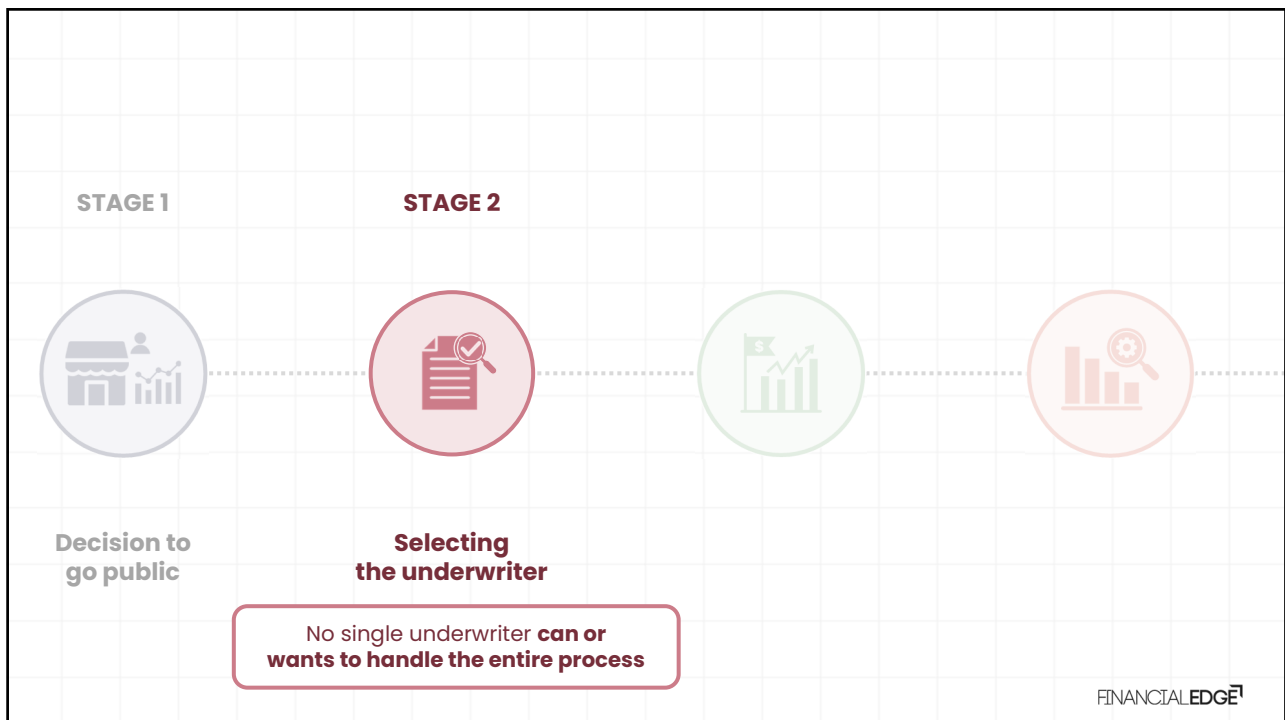 STAGE 1
STAGE 2
$
Decision to
go public
Selecting
the underwriter
No single underwriter can or
wants to handle the entire process
FINANCIALEDGE